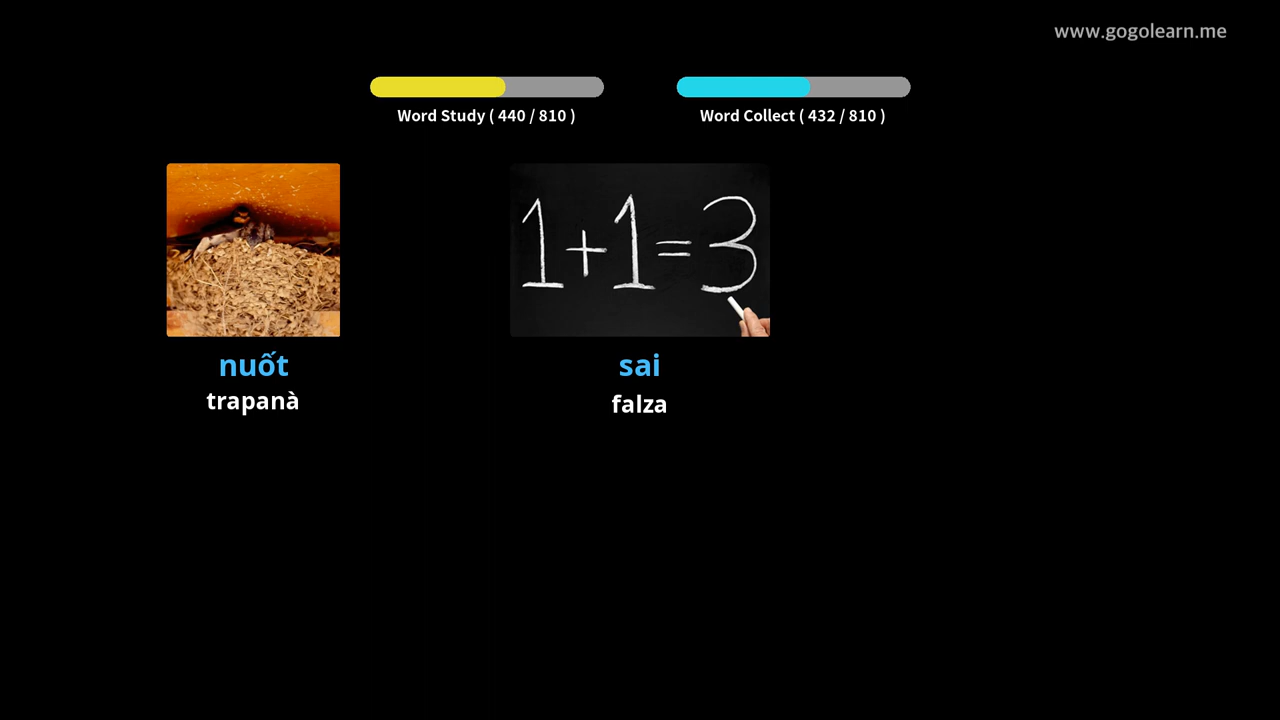 www.gogolearn.me
Word Study ( 440 / 810 )
Word Collect ( 432 / 810 )
1+1=3
nuốt
trapanà
sai
falza